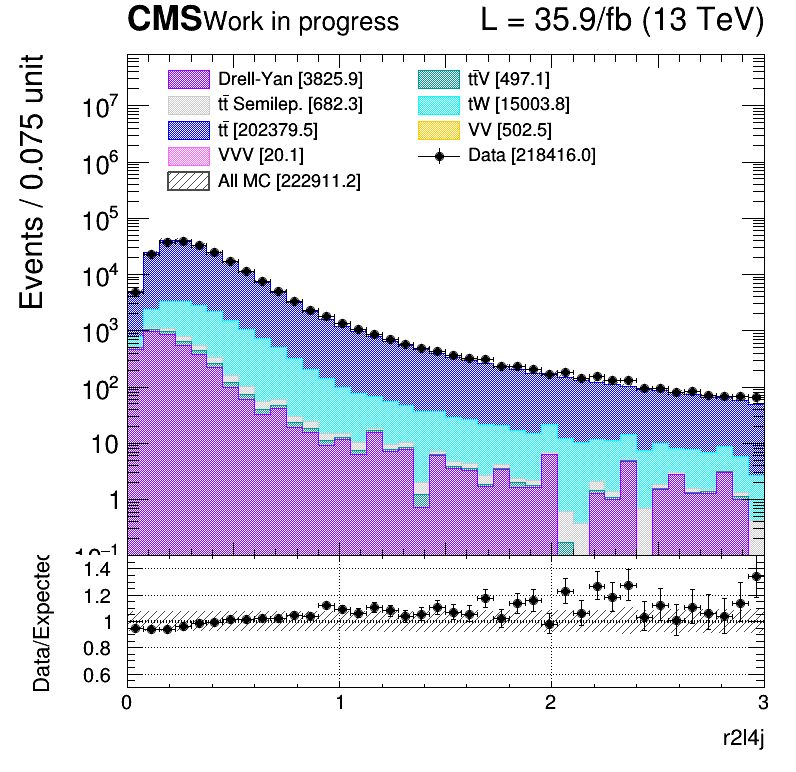 CMS Work in progress L = 35.9/fb (13 TeV)
Drell-Yan [3825.9] tt̄V [497.1]
tt̄ Semilep. [682.3] tW [15003.8]
tt̄ [202379.5] VV [502.5]
VVV [20.1] Data [218416.0]
All MC [222911.2]
Events / 0.075 unit
10⁷
10⁶
10⁵
10⁴
10³
10²
10
1
10⁻¹
Data/Expected
1.4
1.2
1
0.8
0.6
0 1 2 3
r2l4j